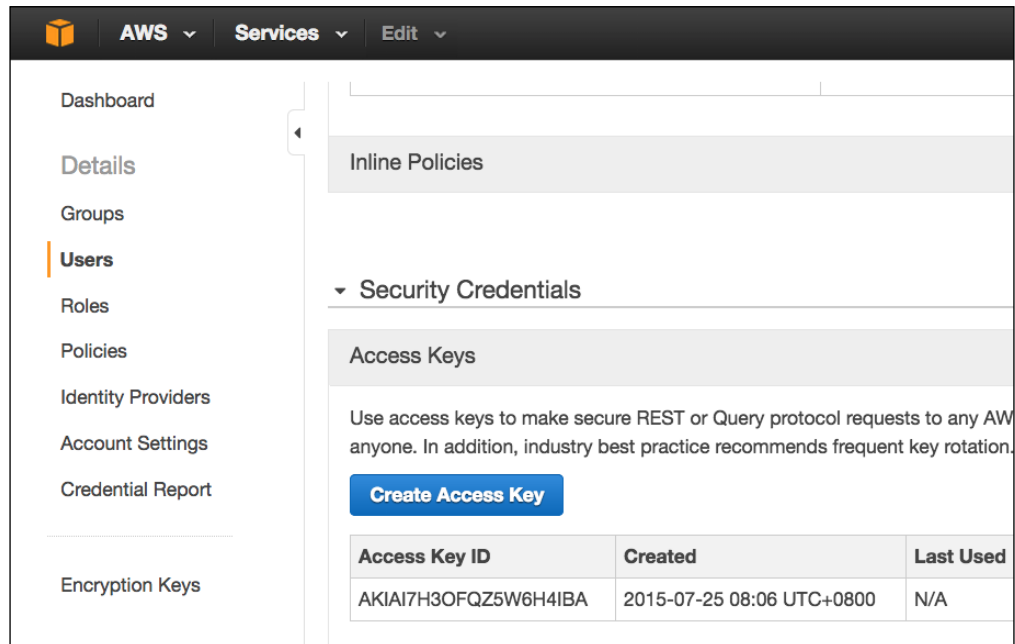 AWS Services Edit
Dashboard
Details
Groups
Users
Roles
Policies
Identity Providers
Account Settings
Credential Report
Encryption Keys
Inline Policies
Security Credentials
Access Keys
Use access keys to make secure REST or Query protocol requests to any AW
anyone. In addition, industry best practice recommends frequent key rotation.
Create Access Key
Access Key ID Created Last Used
AKIAI7H3OFQZ5W6H4IBA 2015-07-25 08:06 UTC+0800 N/A